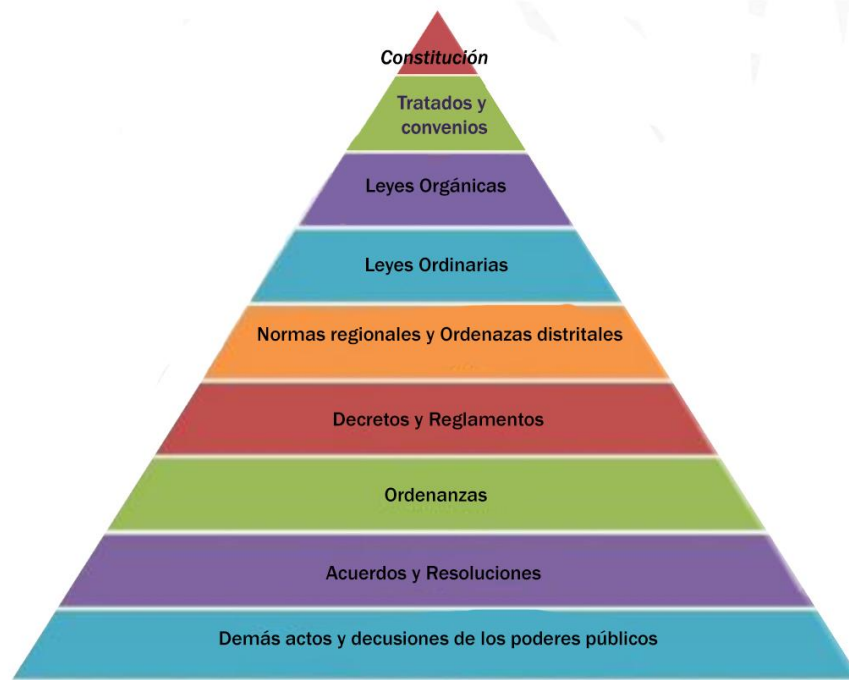 Constitución
Tratados y
convenios
Leyes Orgánicas
Leyes Ordinarias
Normas regionales y Ordenazas distritales
Decretos y Reglamentos
Ordenanzas
Acuerdos y Resoluciones
Demás actos y decusiones de los poderes públicos